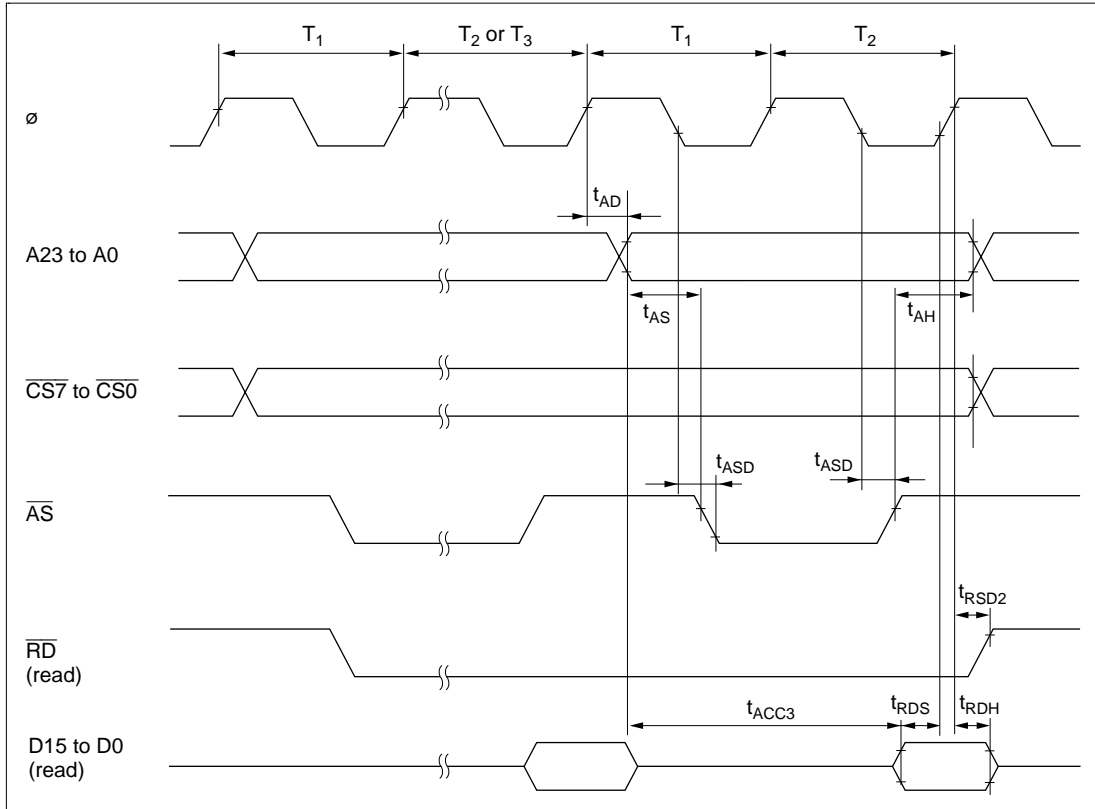 T1 T2 or T3 T1 T2
ø
tAD
A23 to A0
tAS tAH
CS7 to CS0
tASD tASD
AS
tRSD2
RD
(read)
tACC3 tRDS tRDH
D15 to D0
(read)